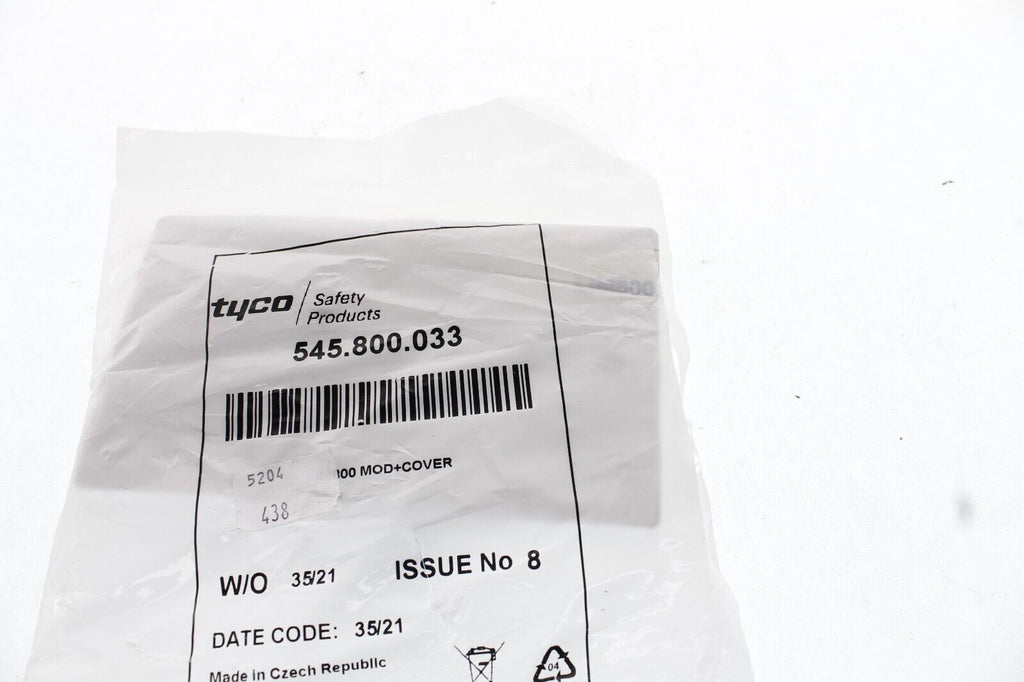 tyco Safety
Products
545.800.033
5204
438
MOD+COVER
W/O 35/21 ISSUE No 8
DATE CODE: 35/21
Made in Czech Republic
04